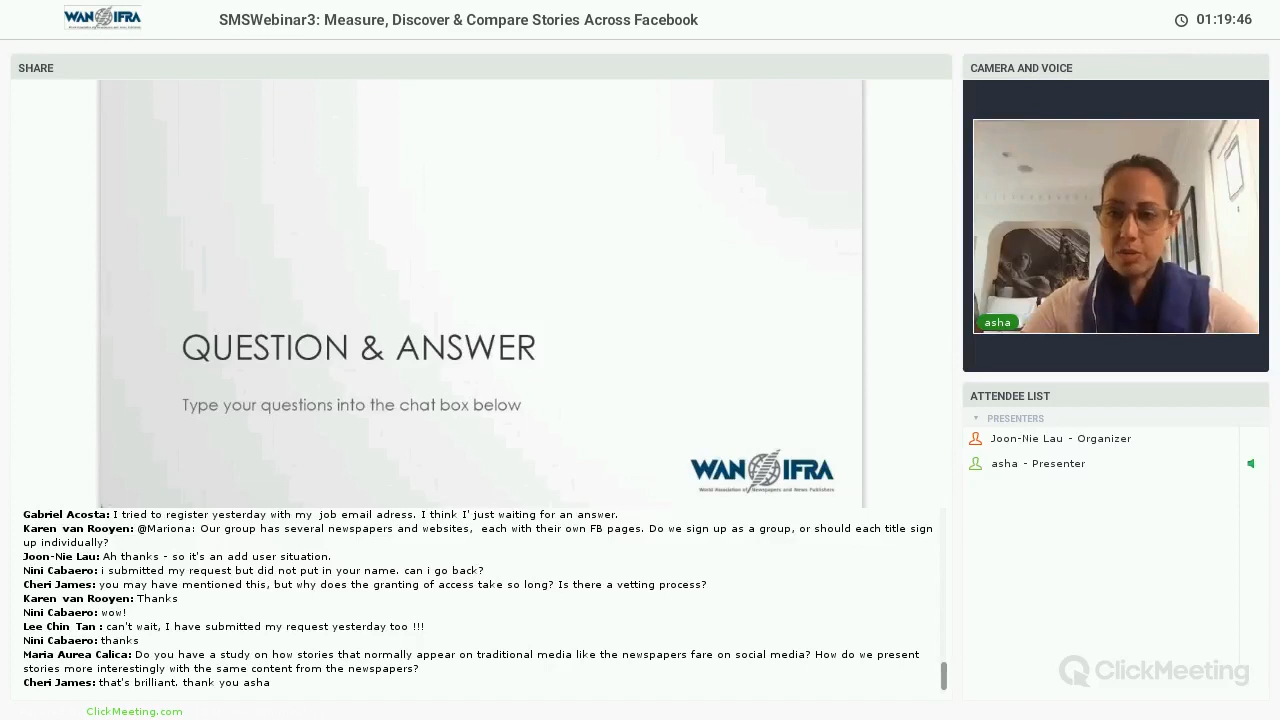 WAN IFRA
SMSWebinar3: Measure, Discover & Compare Stories Across Facebook
01:19:46
SHARE
QUESTION & ANSWER
Type your questions into the chat box below
WAN IFRA
World Association of Newspapers and News Publishers
Gabriel Acosta: I tried to register yesterday with my  job email adress. I think I' just waiting for an answer.
Karen  van Rooyen: @Mariona: Our group has several newspapers and websites,  each with their own FB pages. Do we sign up as a group, or should each title sign
up individually?
Joon-Nie Lau: Ah thanks - so it's an add user situation.
Nini Cabaero: i submitted my request but did not put in your name. can i go back?
Cheri James: you may have mentioned this, but why does the granting of access take so long? Is there a vetting process?
Karen  van Rooyen: Thanks
Nini Cabaero: wow!
Lee Chin  Tan : can't wait, I have submitted my request yesterday too !!!
Nini Cabaero: thanks
Maria Aurea Calica: Do you have a study on how stories that normally appear on traditional media like the newspapers fare on social media? How do we present
stories more interestingly with the same content from the newspapers?
Cheri James: that's brilliant. thank you asha
ClickMeeting.com
CAMERA AND VOICE
asha
ATTENDEE LIST
PRESENTERS
Joon-Nie Lau - Organizer
asha - Presenter
ClickMeeting